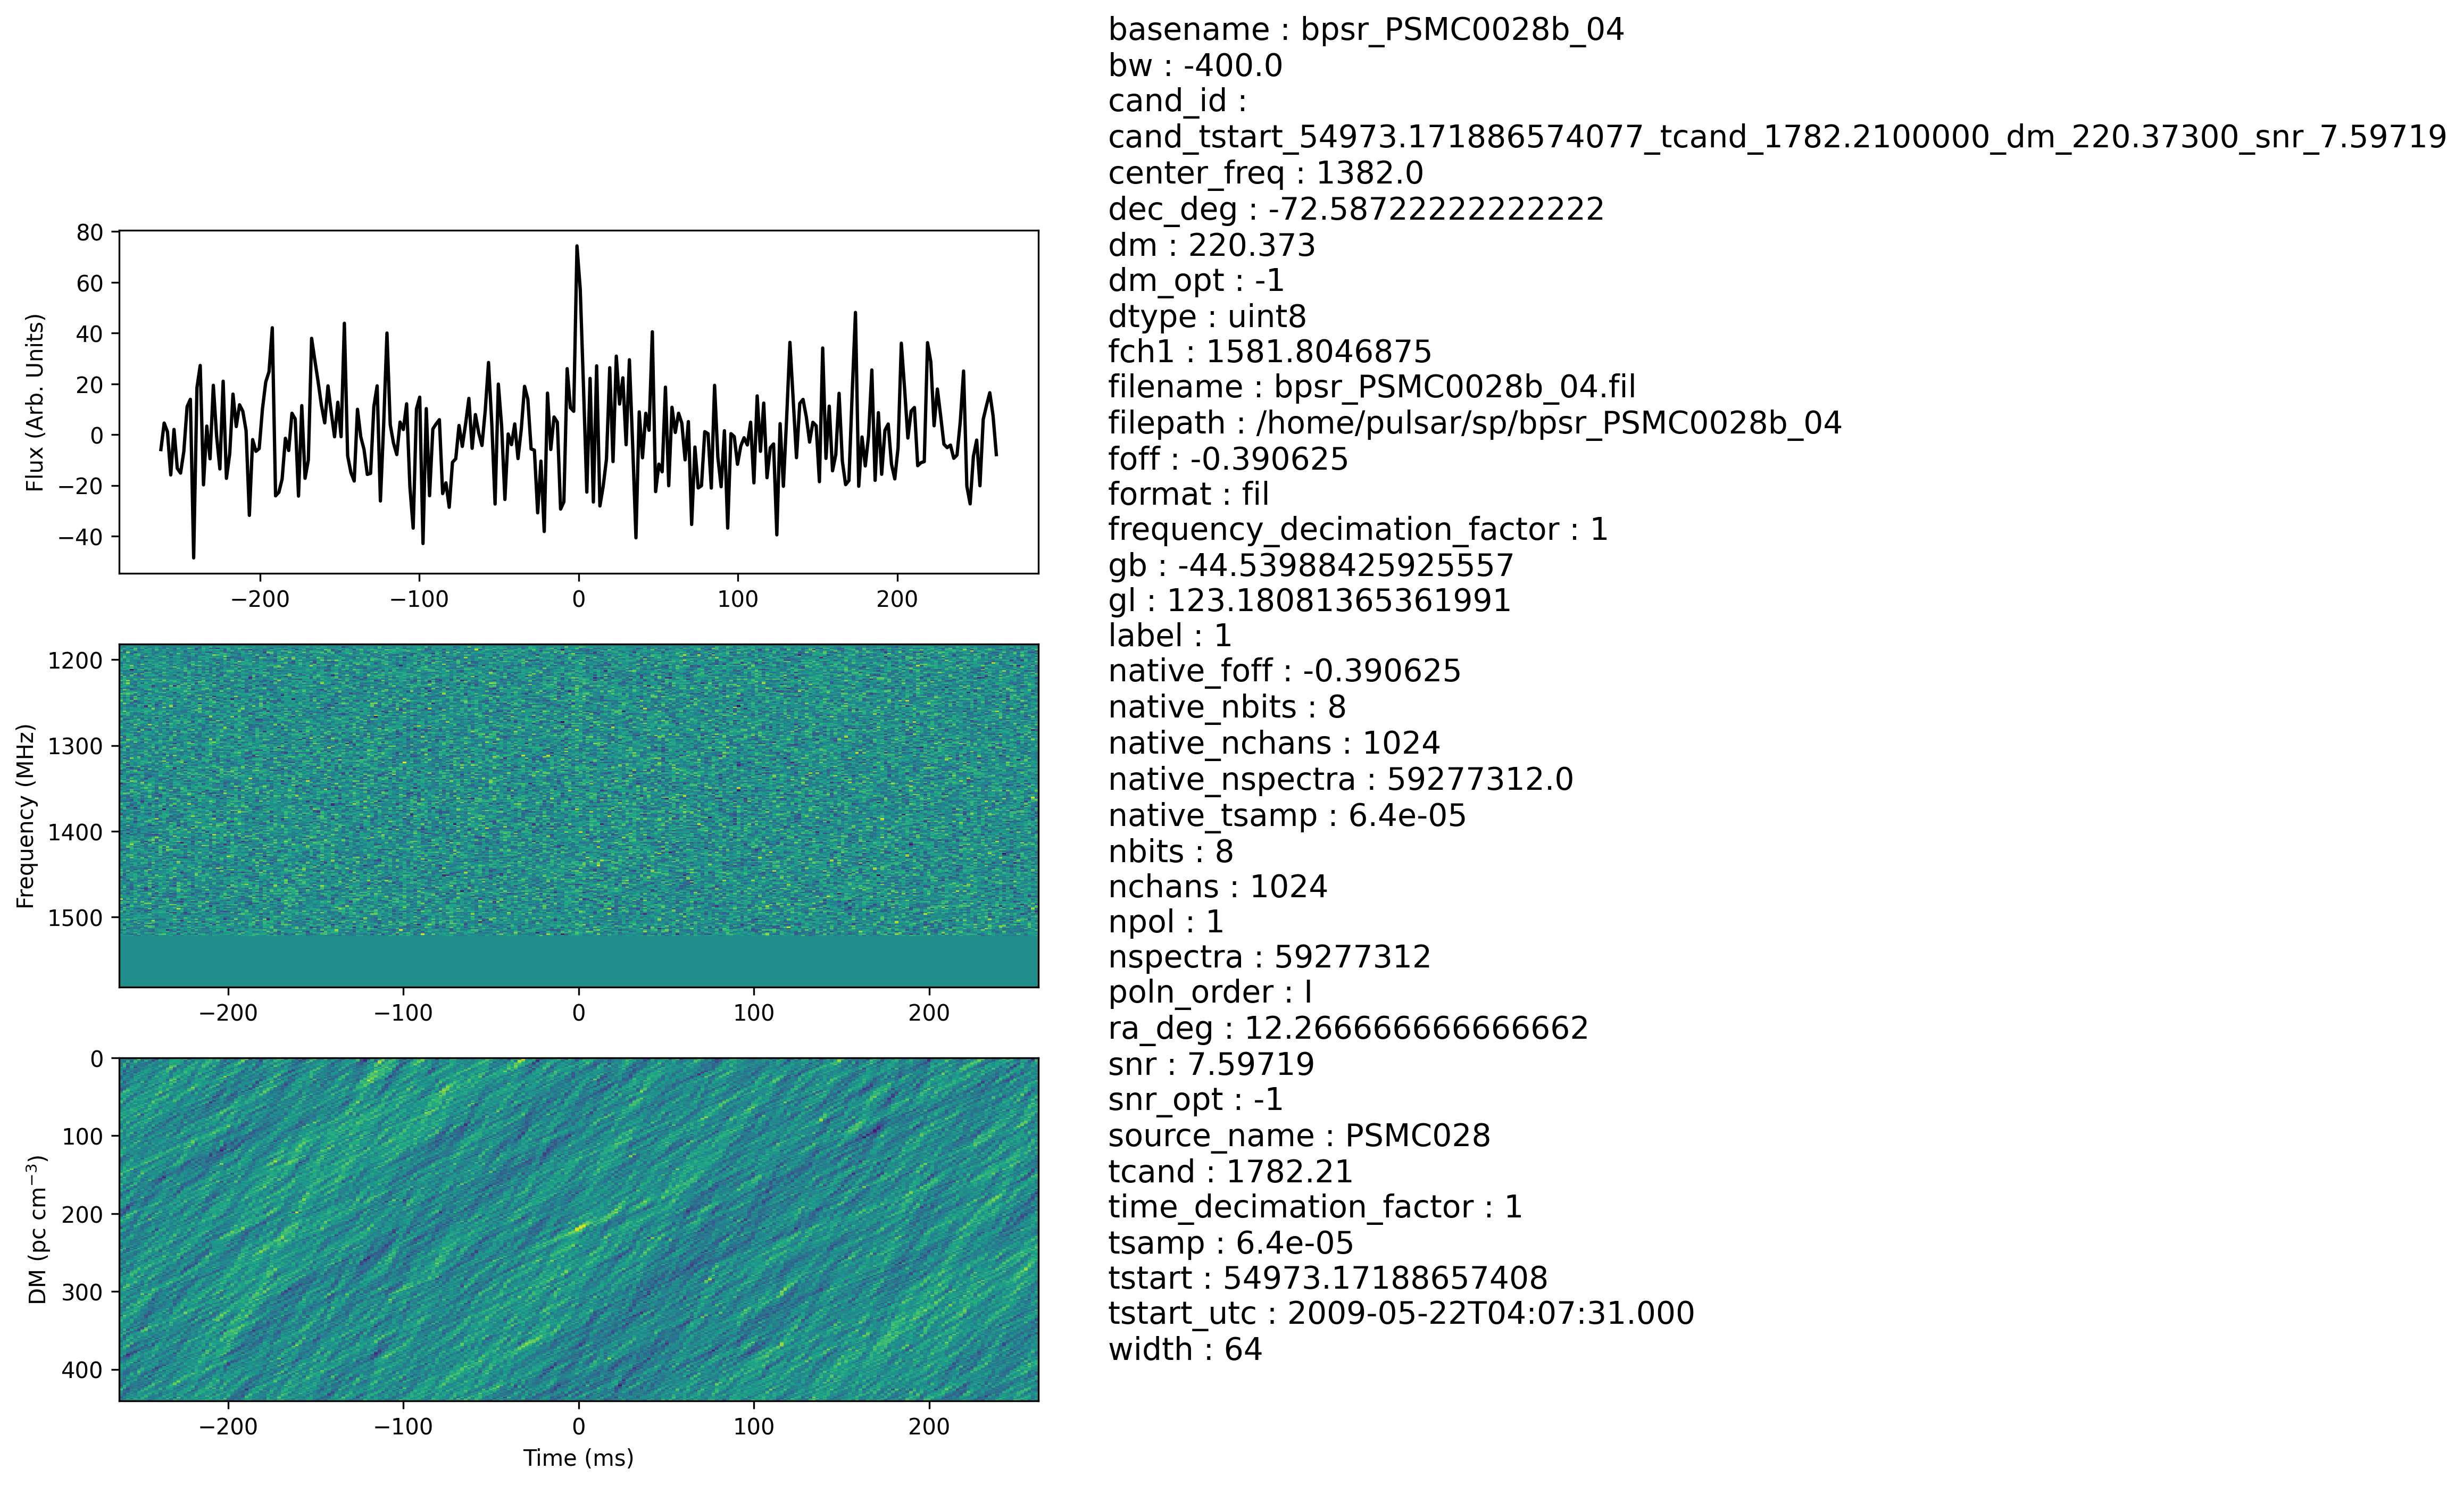 basename : bpsr_PSMC0028b_04
bw : -400.0
cand_id :
cand_tstart_54973.171886574077_tcand_1782.2100000_dm_220.37300_snr_7.59719
center_freq : 1382.0
dec_deg : -72.58722222222222
dm : 220.373
dm_opt : -1
dtype : uint8
fch1 : 1581.8046875
filename : bpsr_PSMC0028b_04.fil
filepath : /home/pulsar/sp/bpsr_PSMC0028b_04
foff : -0.390625
format : fil
frequency_decimation_factor : 1
gb : -44.53988425925557
gl : 123.18081365361991
label : 1
native_foff : -0.390625
native_nbits : 8
native_nchans : 1024
native_nspectra : 59277312.0
native_tsamp : 6.4e-05
nbits : 8
nchans : 1024
npol : 1
nspectra : 59277312
poln_order : I
ra_deg : 12.266666666666662
snr : 7.59719
snr_opt : -1
source_name : PSMC028
tcand : 1782.21
time_decimation_factor : 1
tsamp : 6.4e-05
tstart : 54973.17188657408
tstart_utc : 2009-05-22T04:07:31.000
width : 64
Flux (Arb. Units)
80
60
40
20
0
−20
−40
−200 −100 0 100 200
Frequency (MHz)
1200
1300
1400
1500
−200 −100 0 100 200
DM (pc cm⁻³)
0
100
200
300
400
−200 −100 0 100 200
Time (ms)